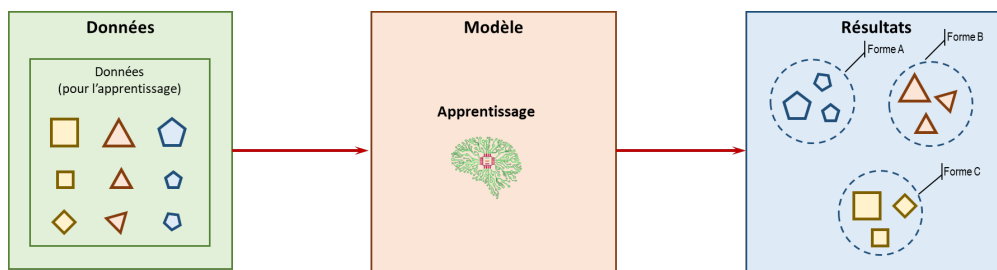 Données
Données
(pour l'apprentissage)
Modèle
Apprentissage
Résultats
Forme A
Forme B
Forme C